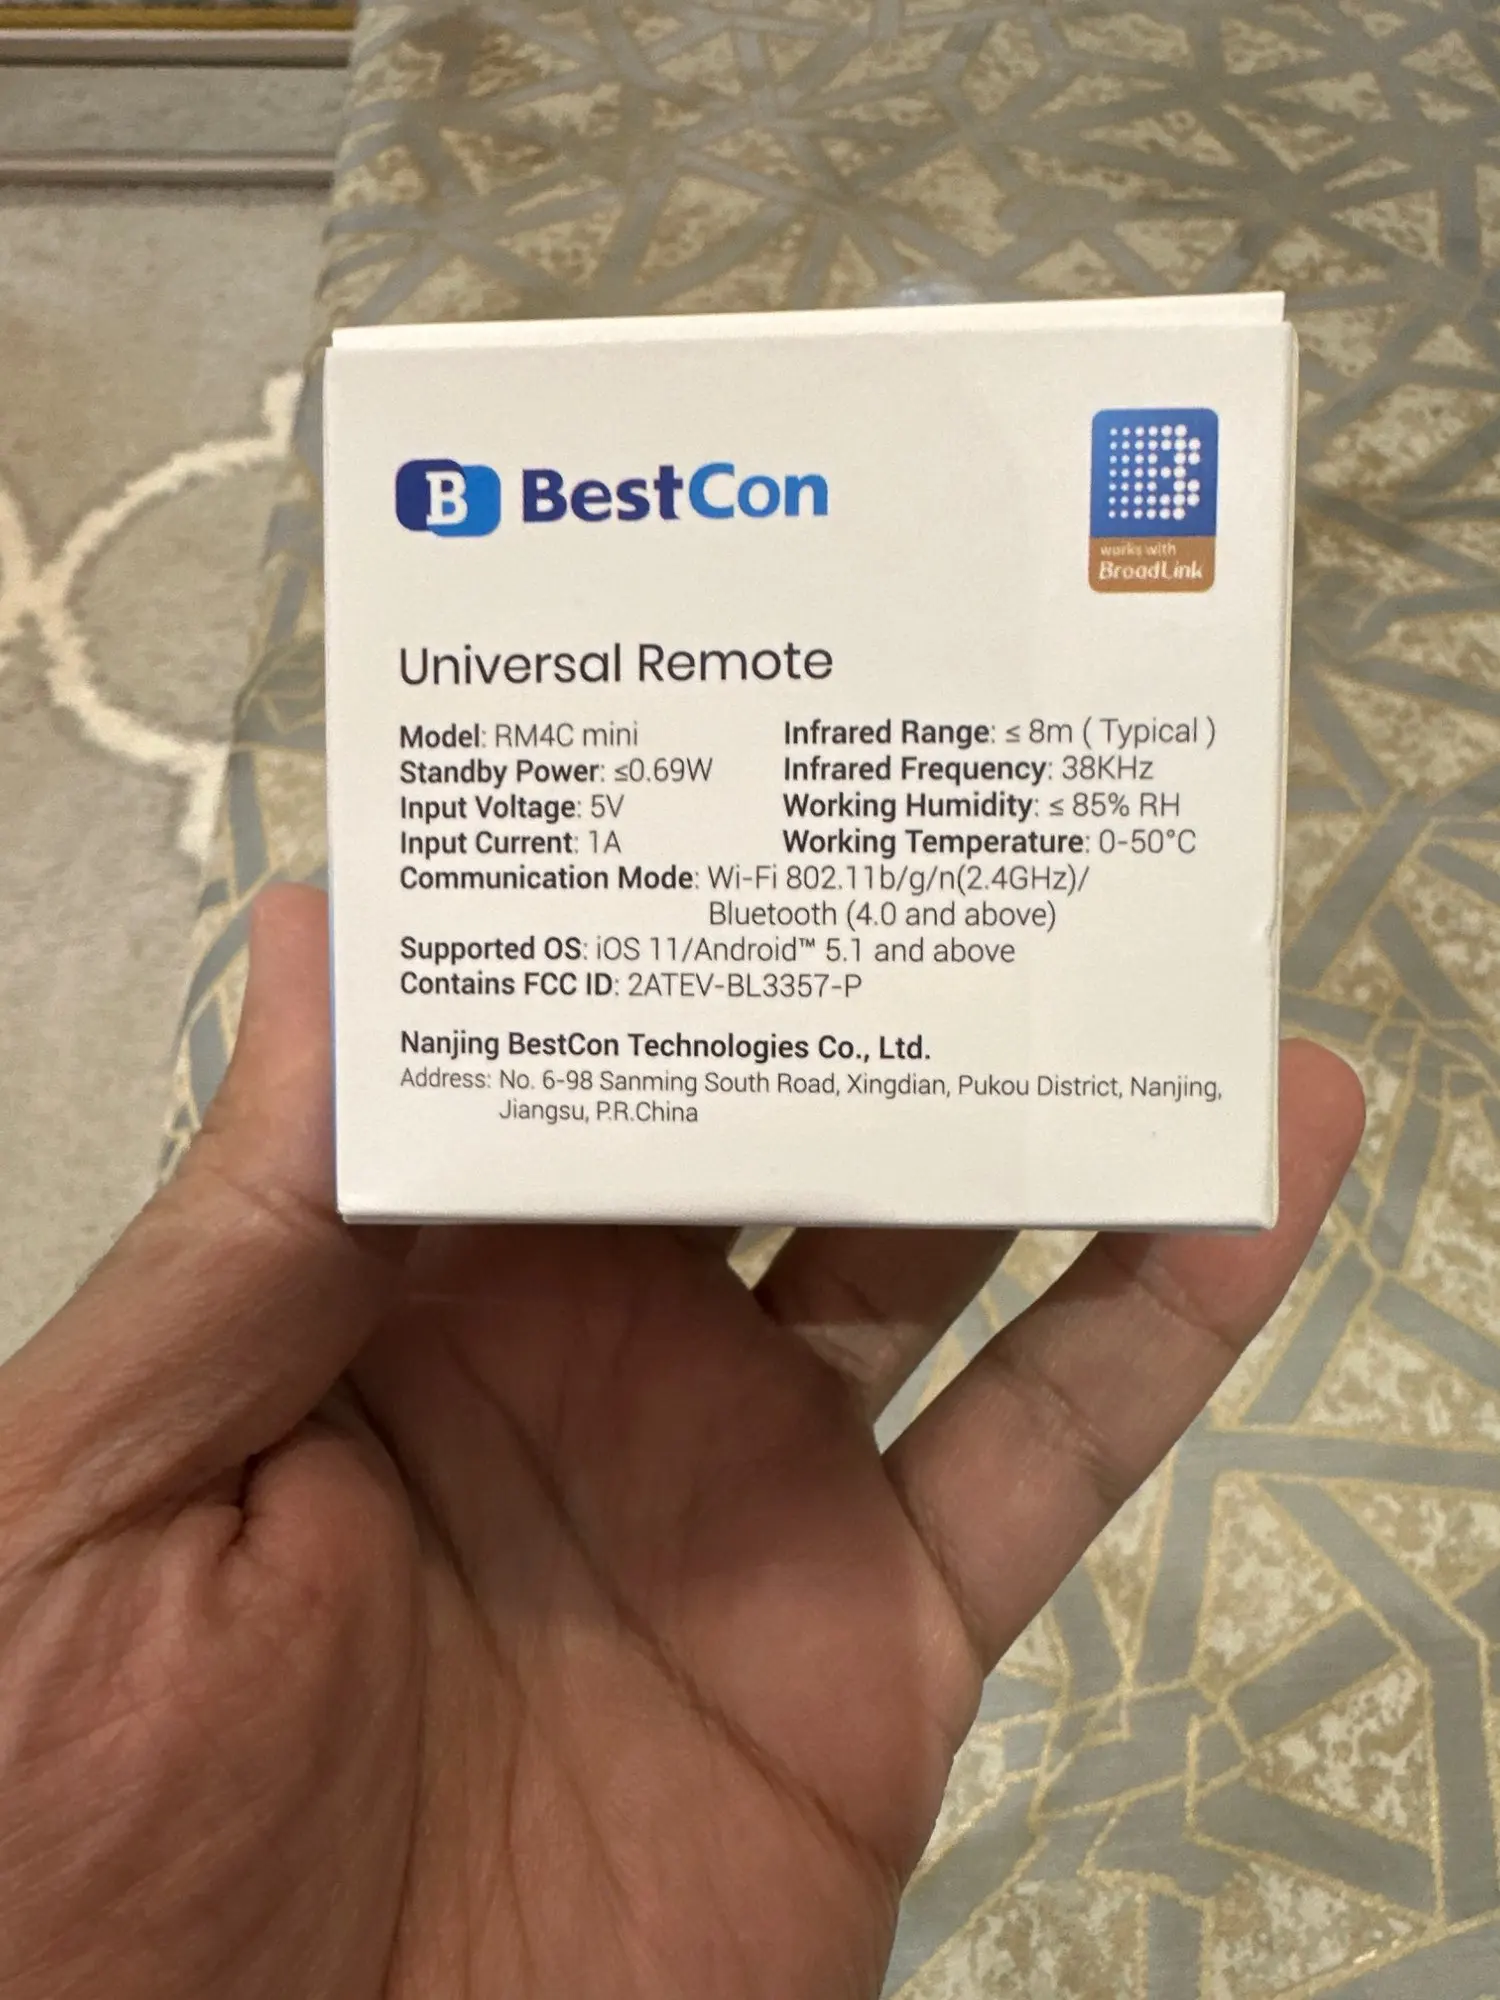 B BestCon
works with
BroadLink
Universal Remote
Model: RM4C mini
Standby Power: ≤0.69W
Input Voltage: 5V
Input Current: 1A
Infrared Range: ≤ 8m ( Typical )
Infrared Frequency: 38KHz
Working Humidity: ≤ 85% RH
Working Temperature: 0-50°C
Communication Mode: Wi-Fi 802.11b/g/n(2.4GHz)/
Bluetooth (4.0 and above)
Supported OS: iOS 11/Android™ 5.1 and above
Contains FCC ID: 2ATEV-BL3357-P
Nanjing BestCon Technologies Co., Ltd.
Address: No. 6-98 Sanming South Road, Xingdian, Pukou District, Nanjing,
Jiangsu, P.R.China